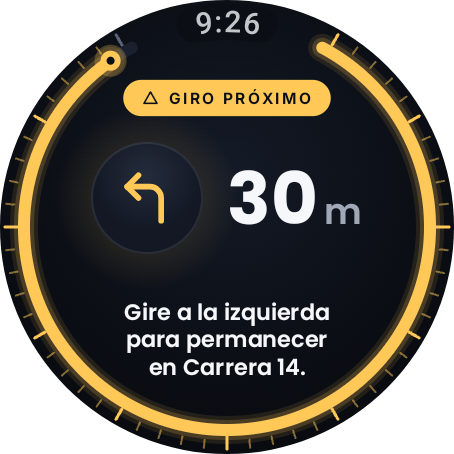 9:26
GIRO PRÓXIMO
30 m
Gire a la izquierda
para permanecer
en Carrera 14.